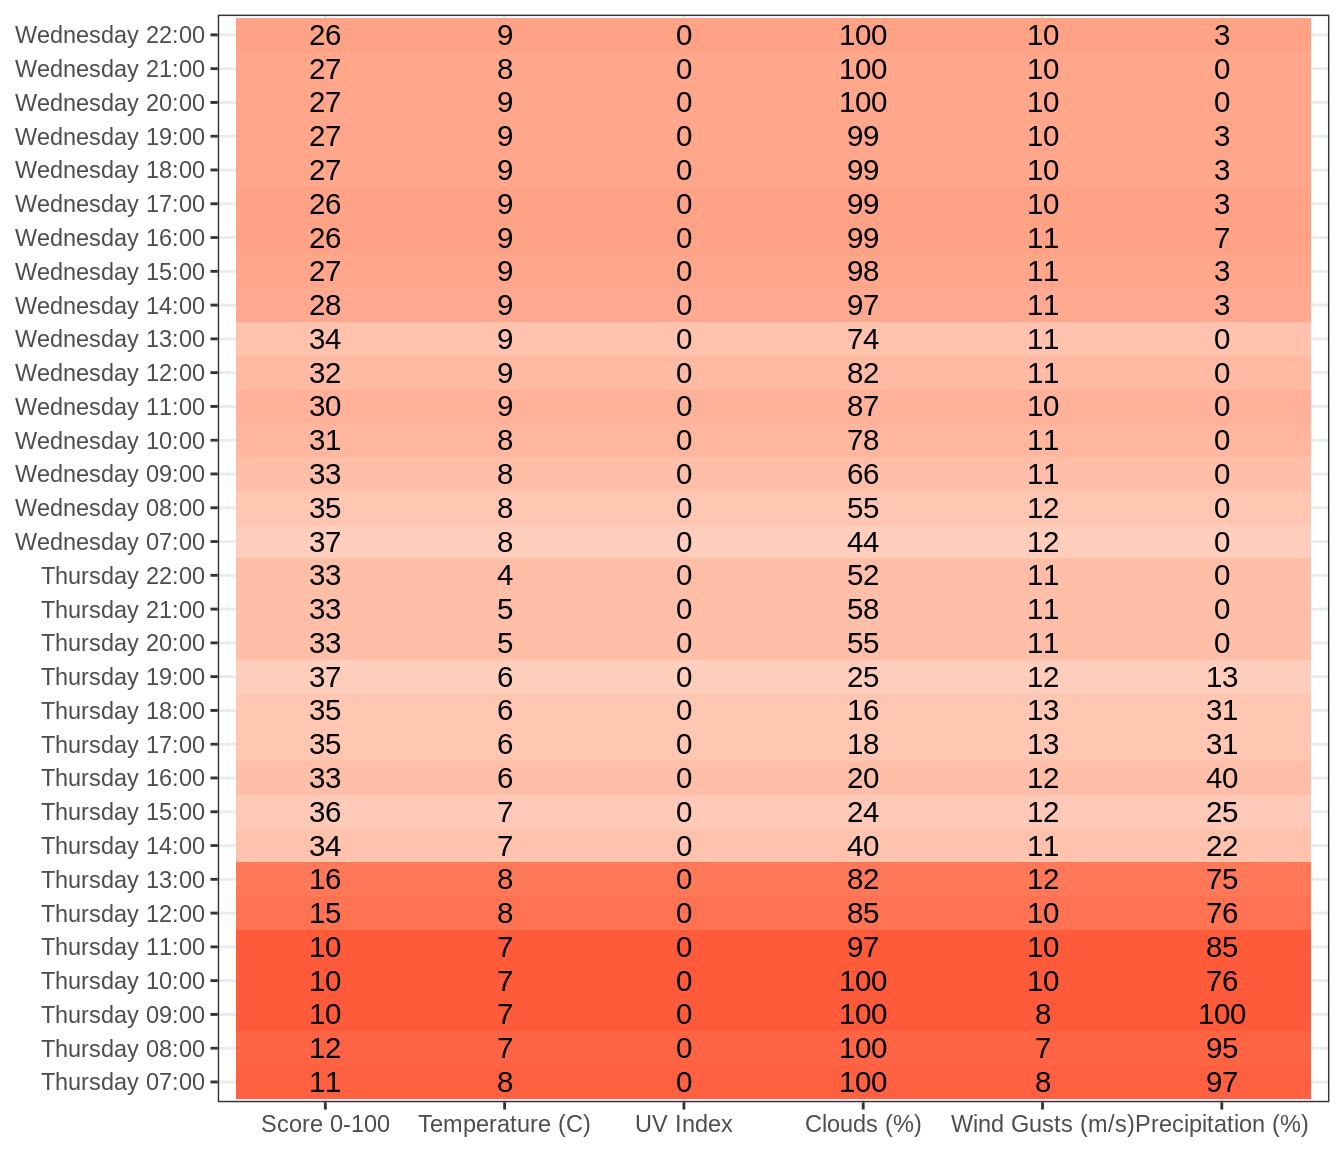 Wednesday 22:00 26 9 0 100 10 3
Wednesday 21:00 27 8 0 100 10 0
Wednesday 20:00 27 9 0 100 10 0
Wednesday 19:00 27 9 0 99 10 3
Wednesday 18:00 27 9 0 99 10 3
Wednesday 17:00 26 9 0 99 10 3
Wednesday 16:00 26 9 0 99 11 7
Wednesday 15:00 27 9 0 98 11 3
Wednesday 14:00 28 9 0 97 11 3
Wednesday 13:00 34 9 0 74 11 0
Wednesday 12:00 32 9 0 82 11 0
Wednesday 11:00 30 9 0 87 10 0
Wednesday 10:00 31 8 0 78 11 0
Wednesday 09:00 33 8 0 66 11 0
Wednesday 08:00 35 8 0 55 12 0
Wednesday 07:00 37 8 0 44 12 0
Thursday 22:00 33 4 0 52 11 0
Thursday 21:00 33 5 0 58 11 0
Thursday 20:00 33 5 0 55 11 0
Thursday 19:00 37 6 0 25 12 13
Thursday 18:00 35 6 0 16 13 31
Thursday 17:00 35 6 0 18 13 31
Thursday 16:00 33 6 0 20 12 40
Thursday 15:00 36 7 0 24 12 25
Thursday 14:00 34 7 0 40 11 22
Thursday 13:00 16 8 0 82 12 75
Thursday 12:00 15 8 0 85 10 76
Thursday 11:00 10 7 0 97 10 85
Thursday 10:00 10 7 0 100 10 76
Thursday 09:00 10 7 0 100 8 100
Thursday 08:00 12 7 0 100 7 95
Thursday 07:00 11 8 0 100 8 97
Score 0-100 Temperature (C) UV Index Clouds (%) Wind Gusts (m/s) Precipitation (%)